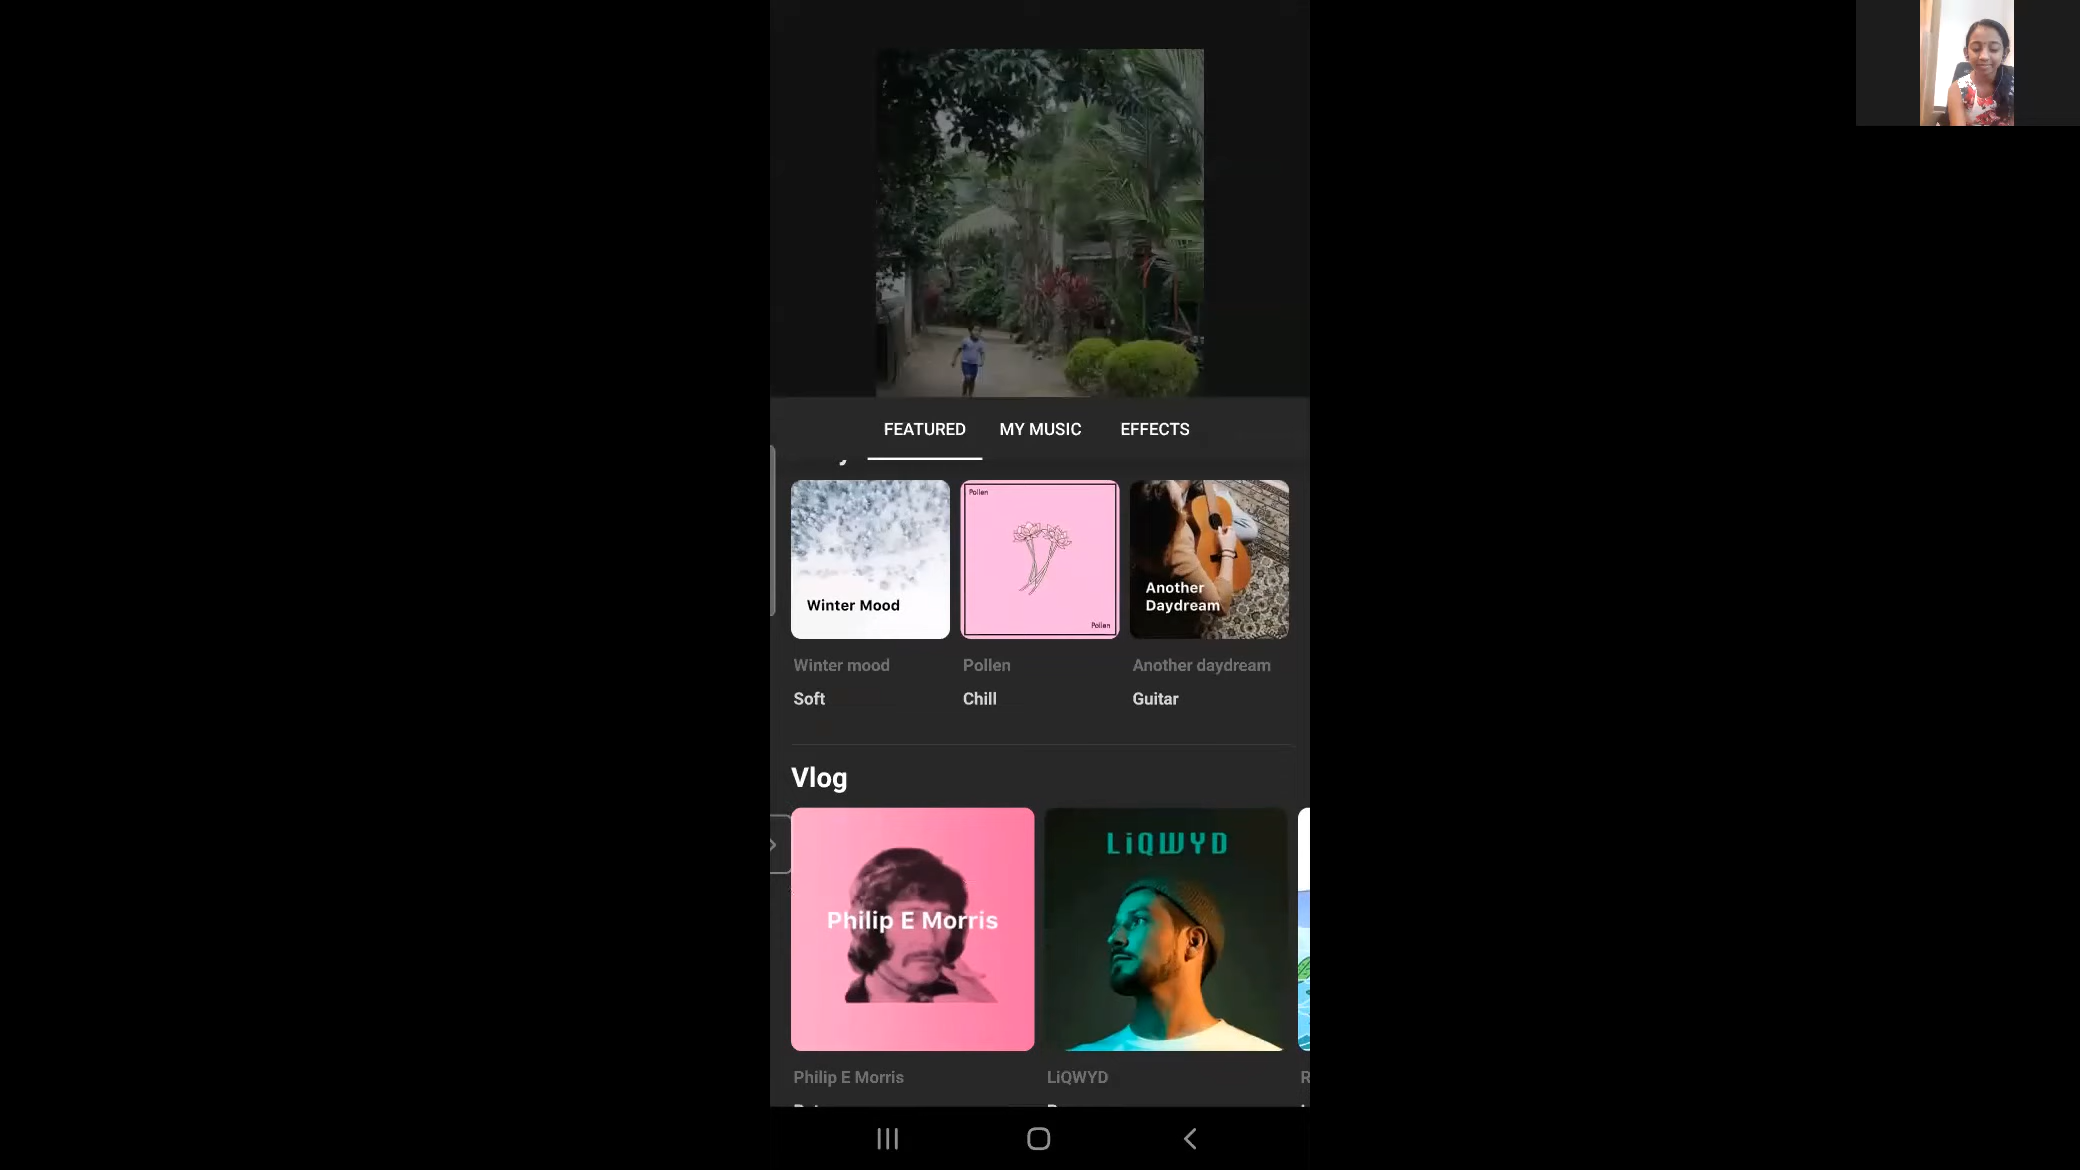 FEATURED MY MUSIC EFFECTS
Winter Mood
Pollen
Pollen
Another
Daydream
Winter mood
Soft
Pollen
Chill
Another daydream
Guitar
Vlog
Philip E Morris
LiQWYD
Philip E Morris
LiQWYD
R